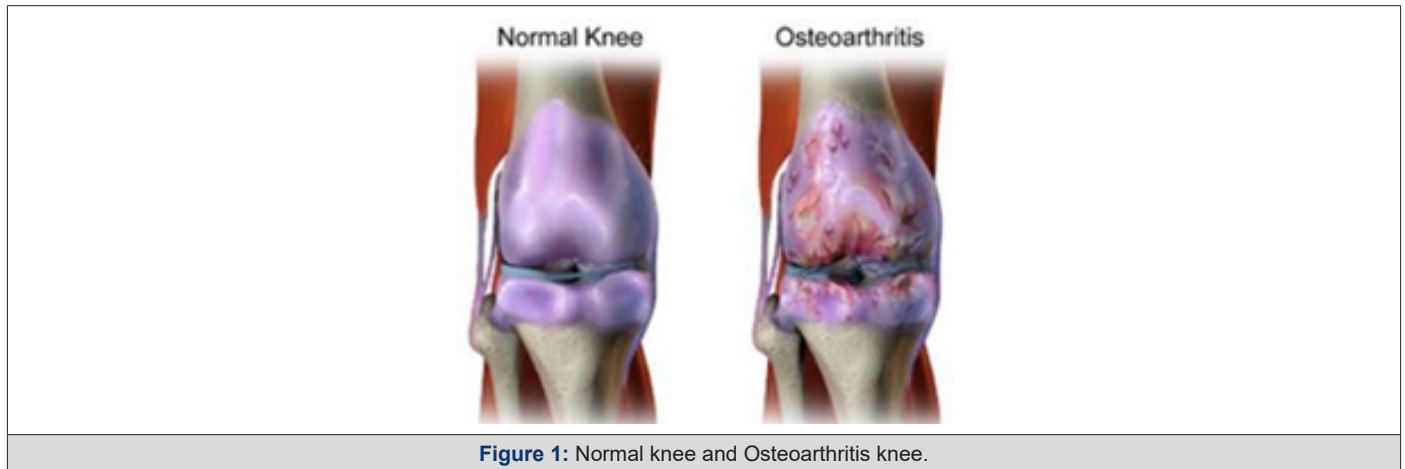 Normal Knee Osteoarthritis
Figure 1: Normal knee and Osteoarthritis knee.